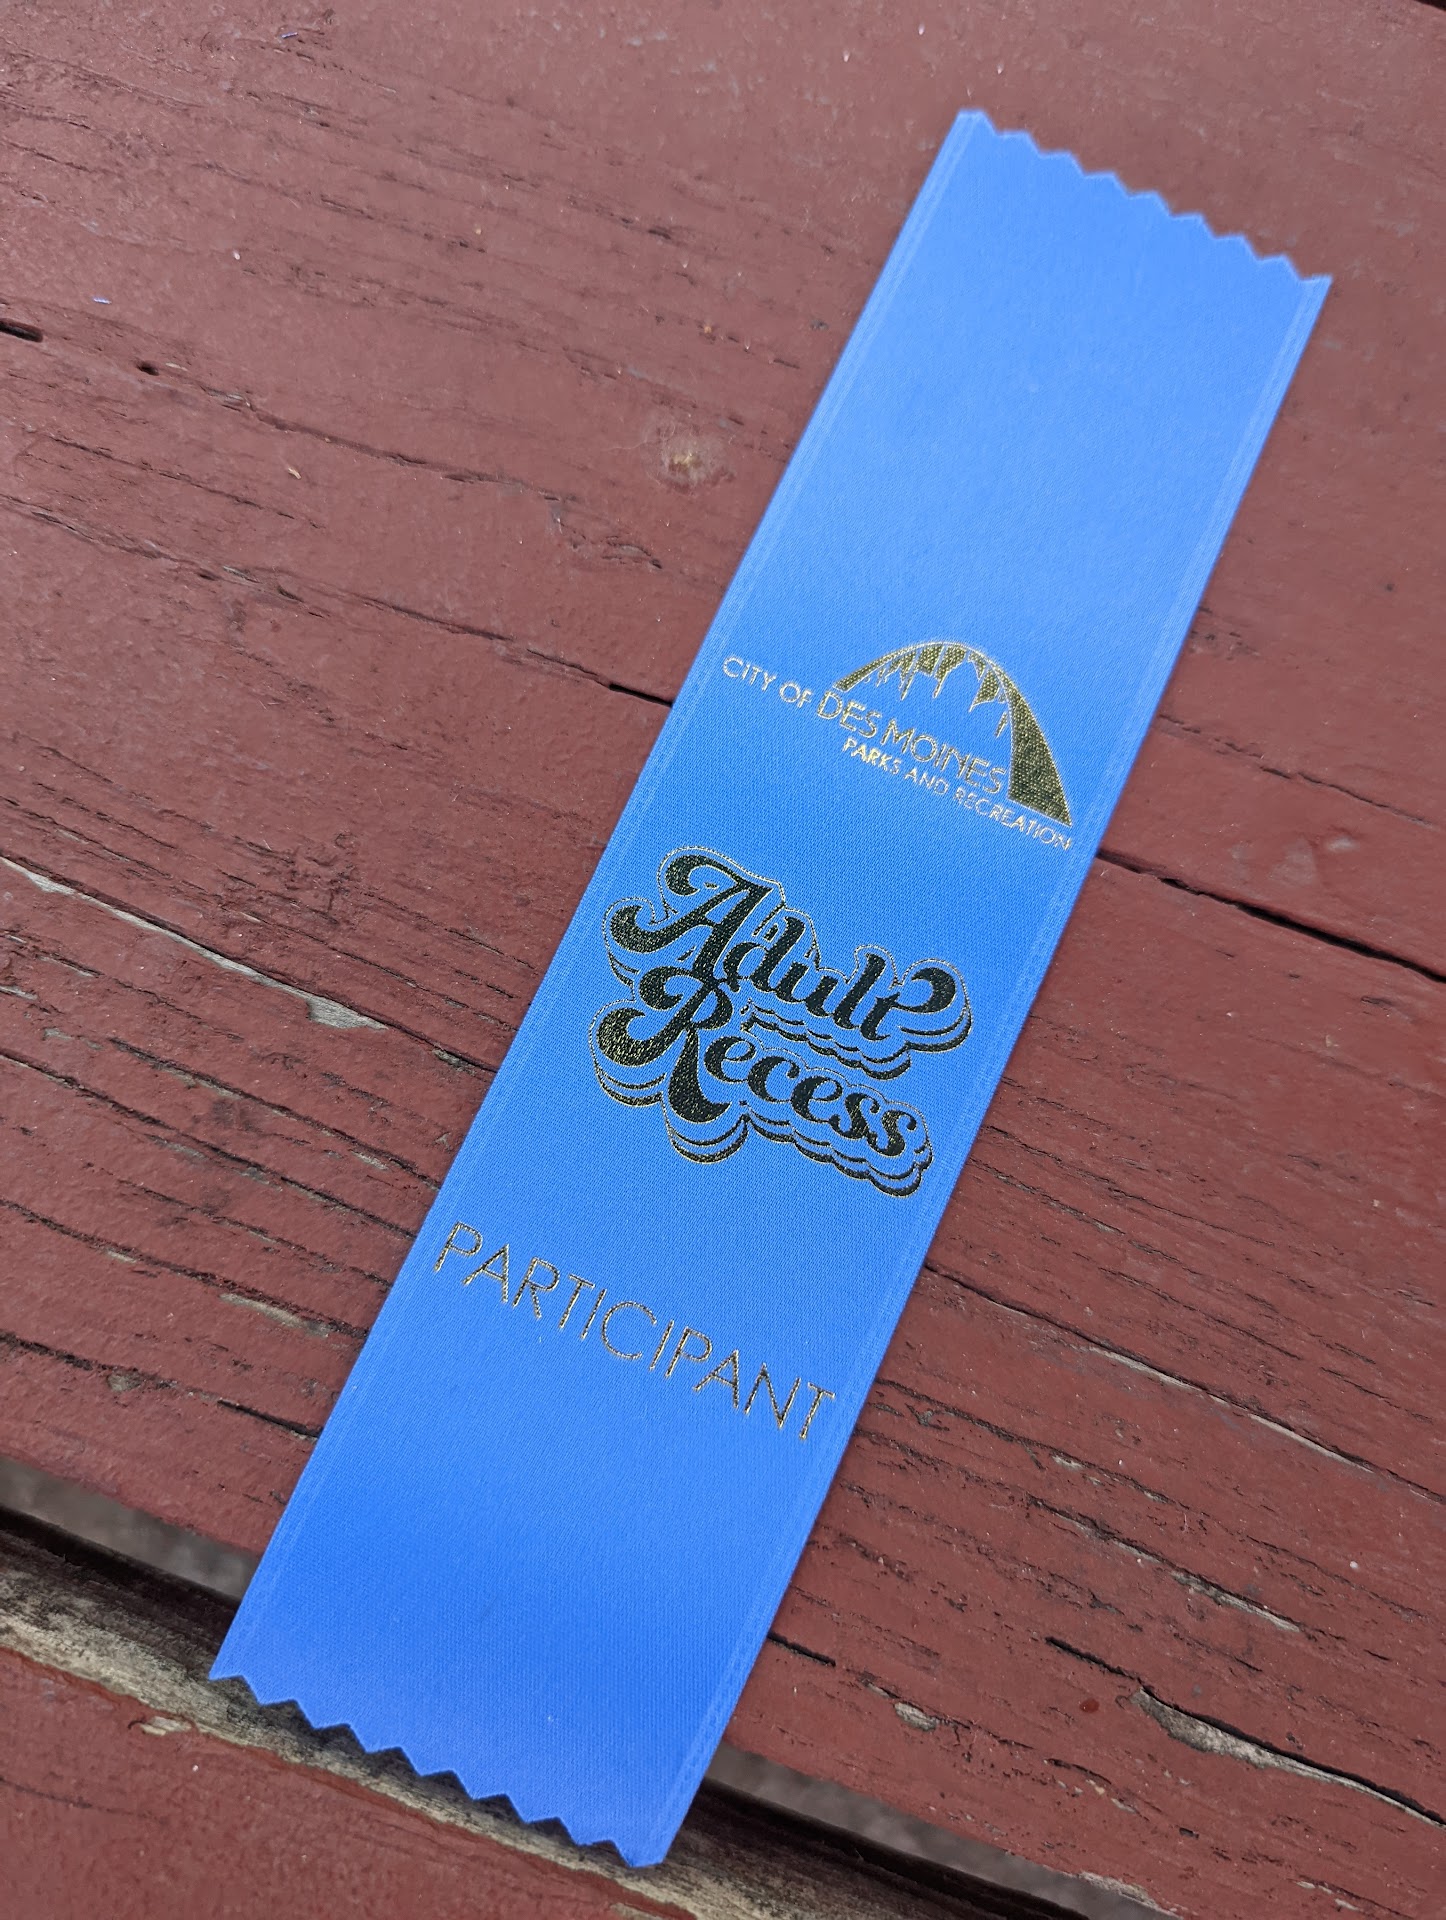 CITY OF DES MOINES
PARKS AND RECREATION
Adult
Recess
PARTICIPANT